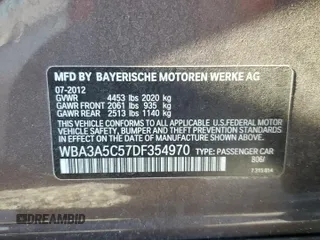 MFD BY BAYERISCHE MOTOREN WERKE AG
07-2012
GVWR 4453 lbs 2020 kg
GAWR FRONT 2061 lbs 935 kg
GAWR REAR 2513 lbs 1140 kg
THIS VEHICLE CONFORMS TO ALL APPLICABLE
U.S. FEDERAL MOTOR VEHICLE SAFETY, BUMPER,
AND THEFT PREVENTION STANDARDS IN EFFECT
ON THE DATE OF MANUFACTURE SHOWN ABOVE.
WBA3A5C57DF354970 TYPE: PASSENGER CAR
DREAMBID